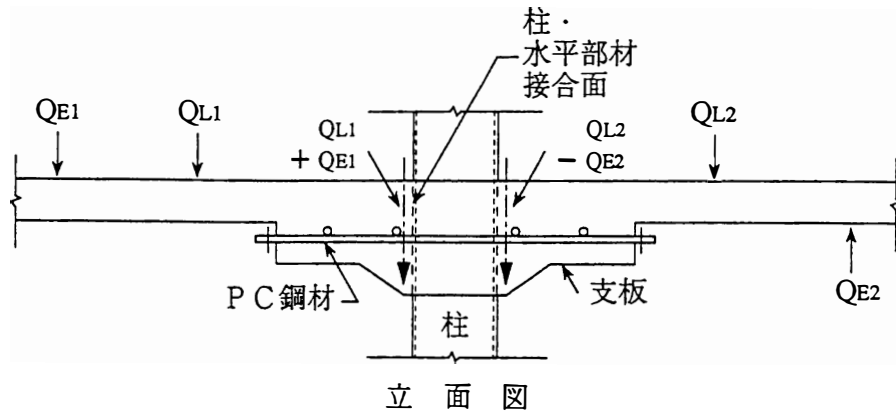 柱・
水平部材
接合面
QE1
QL1
QL1
+ QE1
QL2
− QE2
QL2
PC鋼材
支板
QE2
柱
立面図